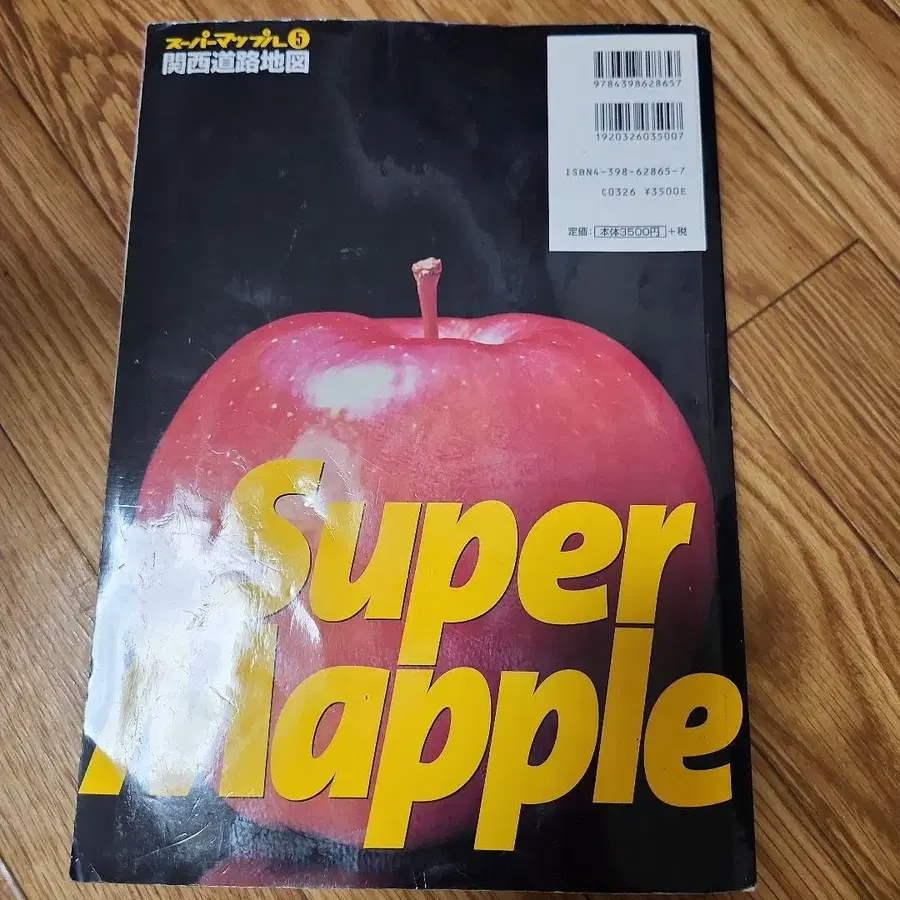 スーパーマップル5
関西道路地図
9784398628657
1920326035007
ISBN4-398-62865-7
C0326 ¥3500E
定価: 本体3500円 +税
Super
Mapple